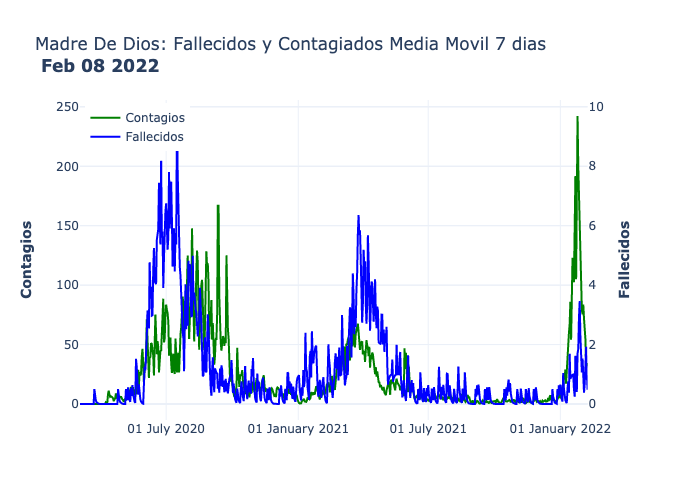 Madre De Dios: Fallecidos y Contagiados Media Movil 7 dias
Feb 08 2022
Contagios
Fallecidos
250
200
150
100
50
0
10
8
6
4
2
0
Contagios
Fallecidos
01 July 2020
01 January 2021
01 July 2021
01 January 2022